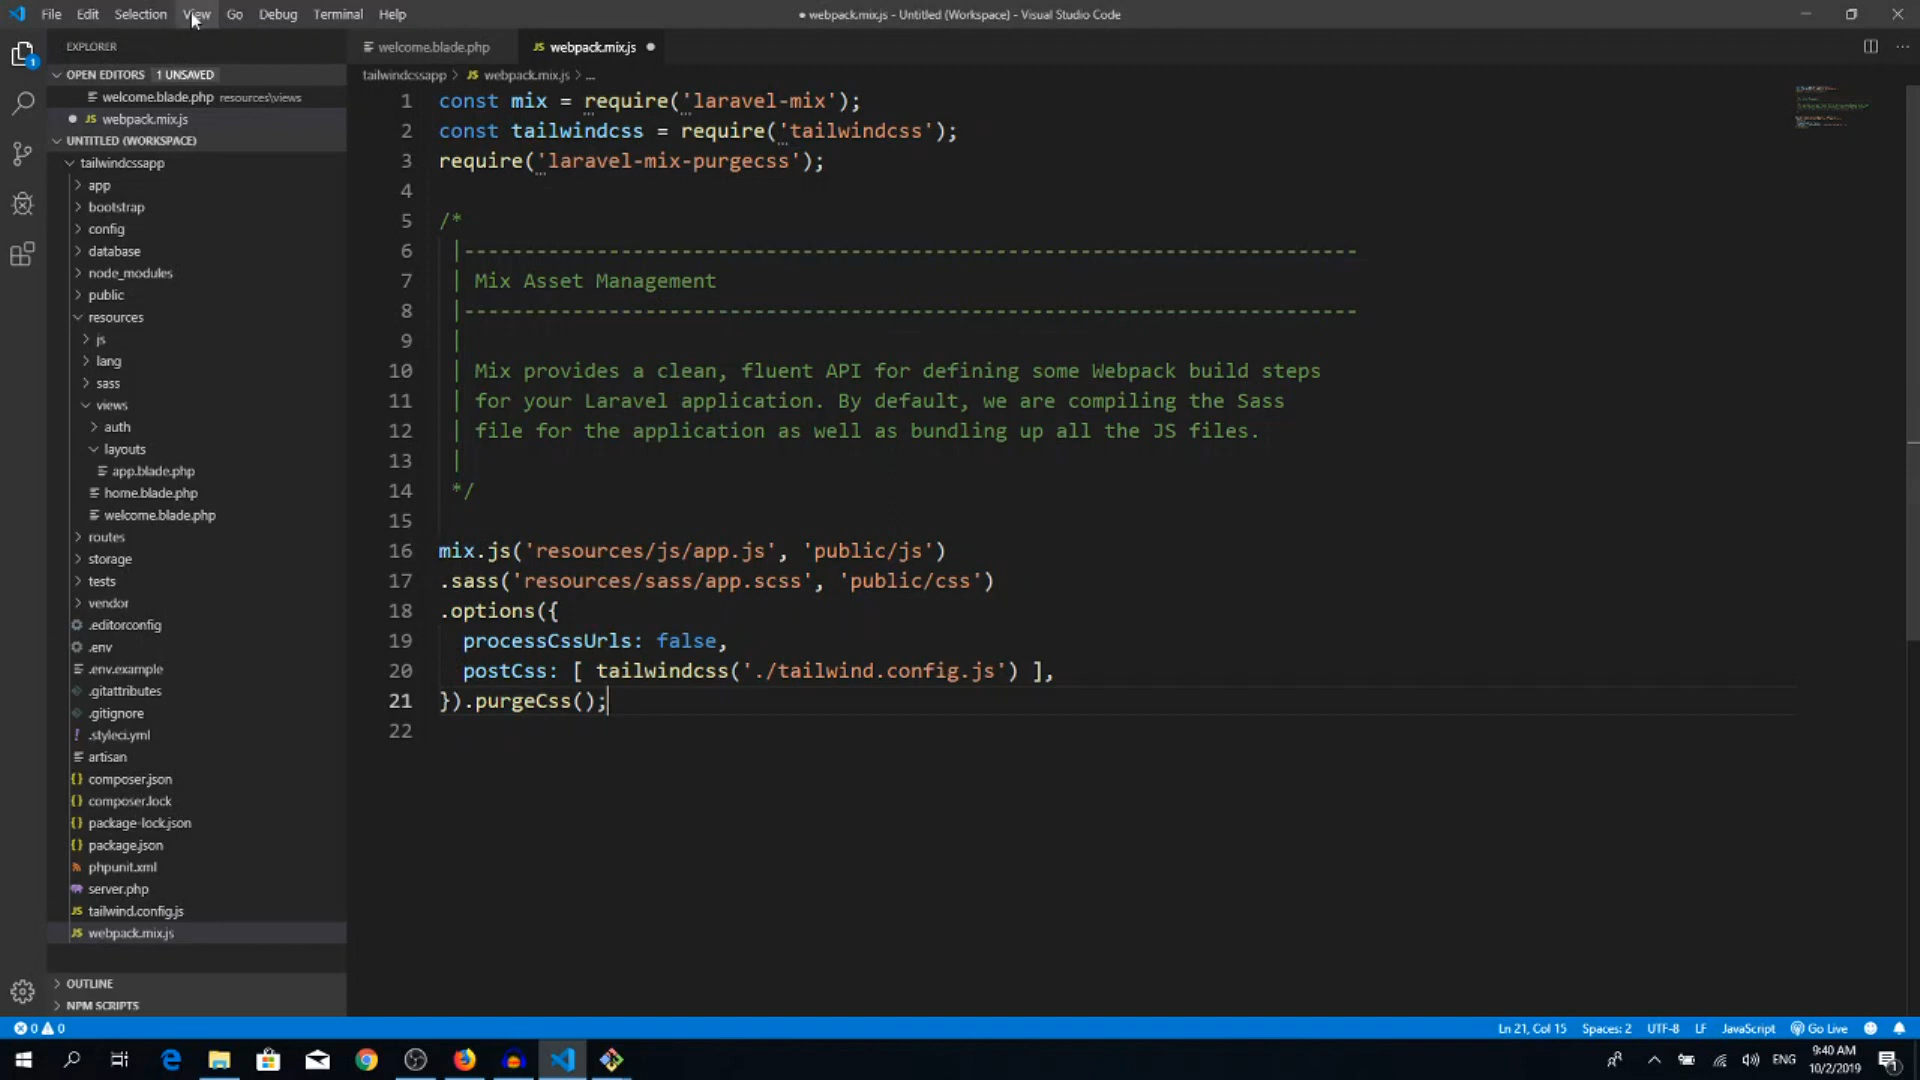 File Edit Selection View Go Debug Terminal Help
● webpack.mix.js - Untitled (Workspace) - Visual Studio Code
EXPLORER
OPEN EDITORS 1 UNSAVED
welcome.blade.php resources\views
webpack.mix.js
UNTITLED (WORKSPACE)
tailwindcssapp
app
bootstrap
config
database
node_modules
public
resources
js
lang
sass
views
auth
layouts
app.blade.php
home.blade.php
welcome.blade.php
routes
storage
tests
vendor
.editorconfig
.env
.env.example
.gitattributes
.gitignore
.styleci.yml
artisan
composer.json
composer.lock
package-lock.json
package.json
phpunit.xml
server.php
tailwind.config.js
webpack.mix.js
OUTLINE
NPM SCRIPTS
welcome.blade.php
JS webpack.mix.js
tailwindcssapp > JS webpack.mix.js > ...
1 const mix = require('laravel-mix');
2 const tailwindcss = require('tailwindcss');
3 require('laravel-mix-purgecss');
4
5 /*
6 |--------------------------------------------------------------------------
7 | Mix Asset Management
8 |--------------------------------------------------------------------------
9 |
10 | Mix provides a clean, fluent API for defining some Webpack build steps
11 | for your Laravel application. By default, we are compiling the Sass
12 | file for the application as well as bundling up all the JS files.
13 |
14 */
15
16 mix.js('resources/js/app.js', 'public/js')
17 .sass('resources/sass/app.scss', 'public/css')
18 .options({
19 processCssUrls: false,
20 postCss: [ tailwindcss('./tailwind.config.js') ],
21 }).purgeCss();
22
0 0
Ln 21, Col 15 Spaces: 2 UTF-8 LF JavaScript Go Live
ENG
9:40 AM
10/2/2019